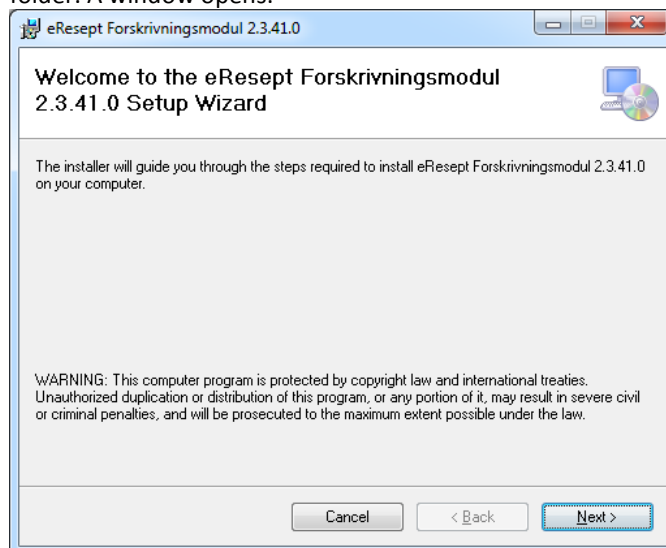 folder. A window opens.
eResept Forskrivningsmodul 2.3.41.0
Welcome to the eResept Forskrivningsmodul
2.3.41.0 Setup Wizard
The installer will guide you through the steps required to install eResept Forskrivningsmodul 2.3.41.0
on your computer.
WARNING: This computer program is protected by copyright law and international treaties.
Unauthorized duplication or distribution of this program, or any portion of it, may result in severe civil
or criminal penalties, and will be prosecuted to the maximum extent possible under the law.
Cancel < Back Next >